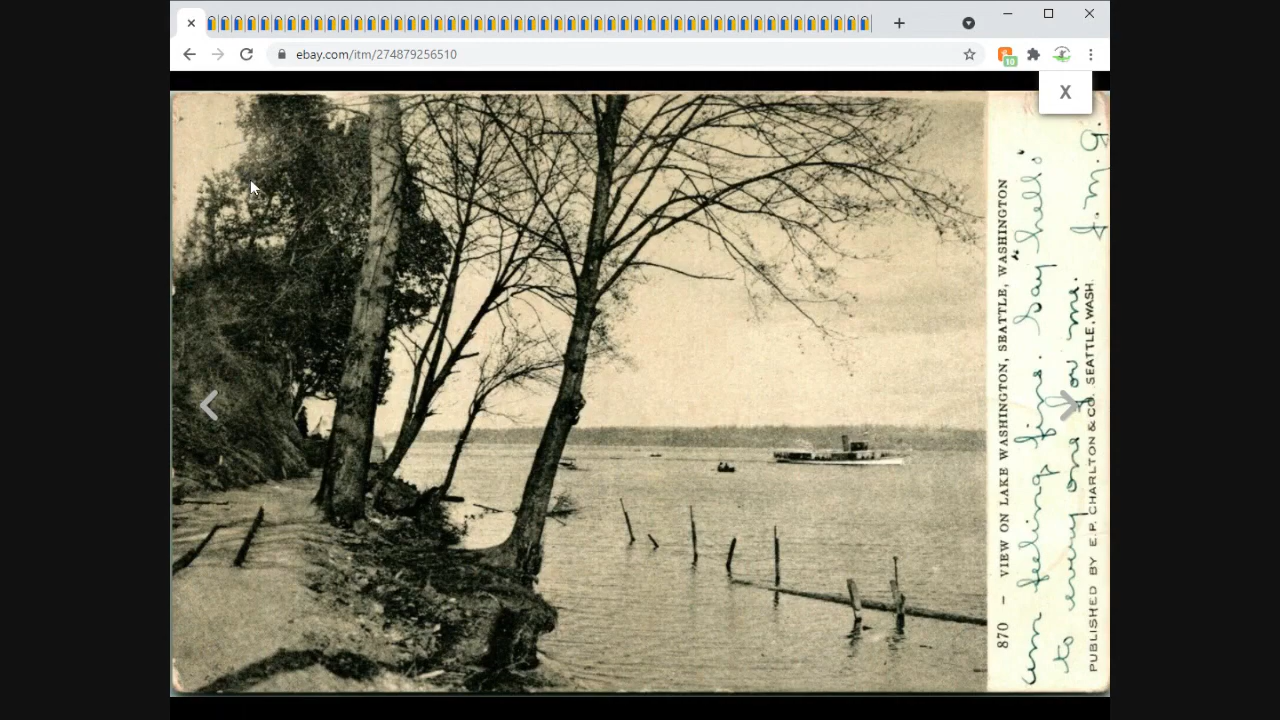 ebay.com/itm/274879256510
10
X
870 - VIEW ON LAKE WASHINGTON, SEATTLE, WASHINGTON
am feeling fine. Say "hello"
to every one for me.
J.M.G.
PUBLISHED BY E.P. CHARLTON & CO. SEATTLE, WASH.